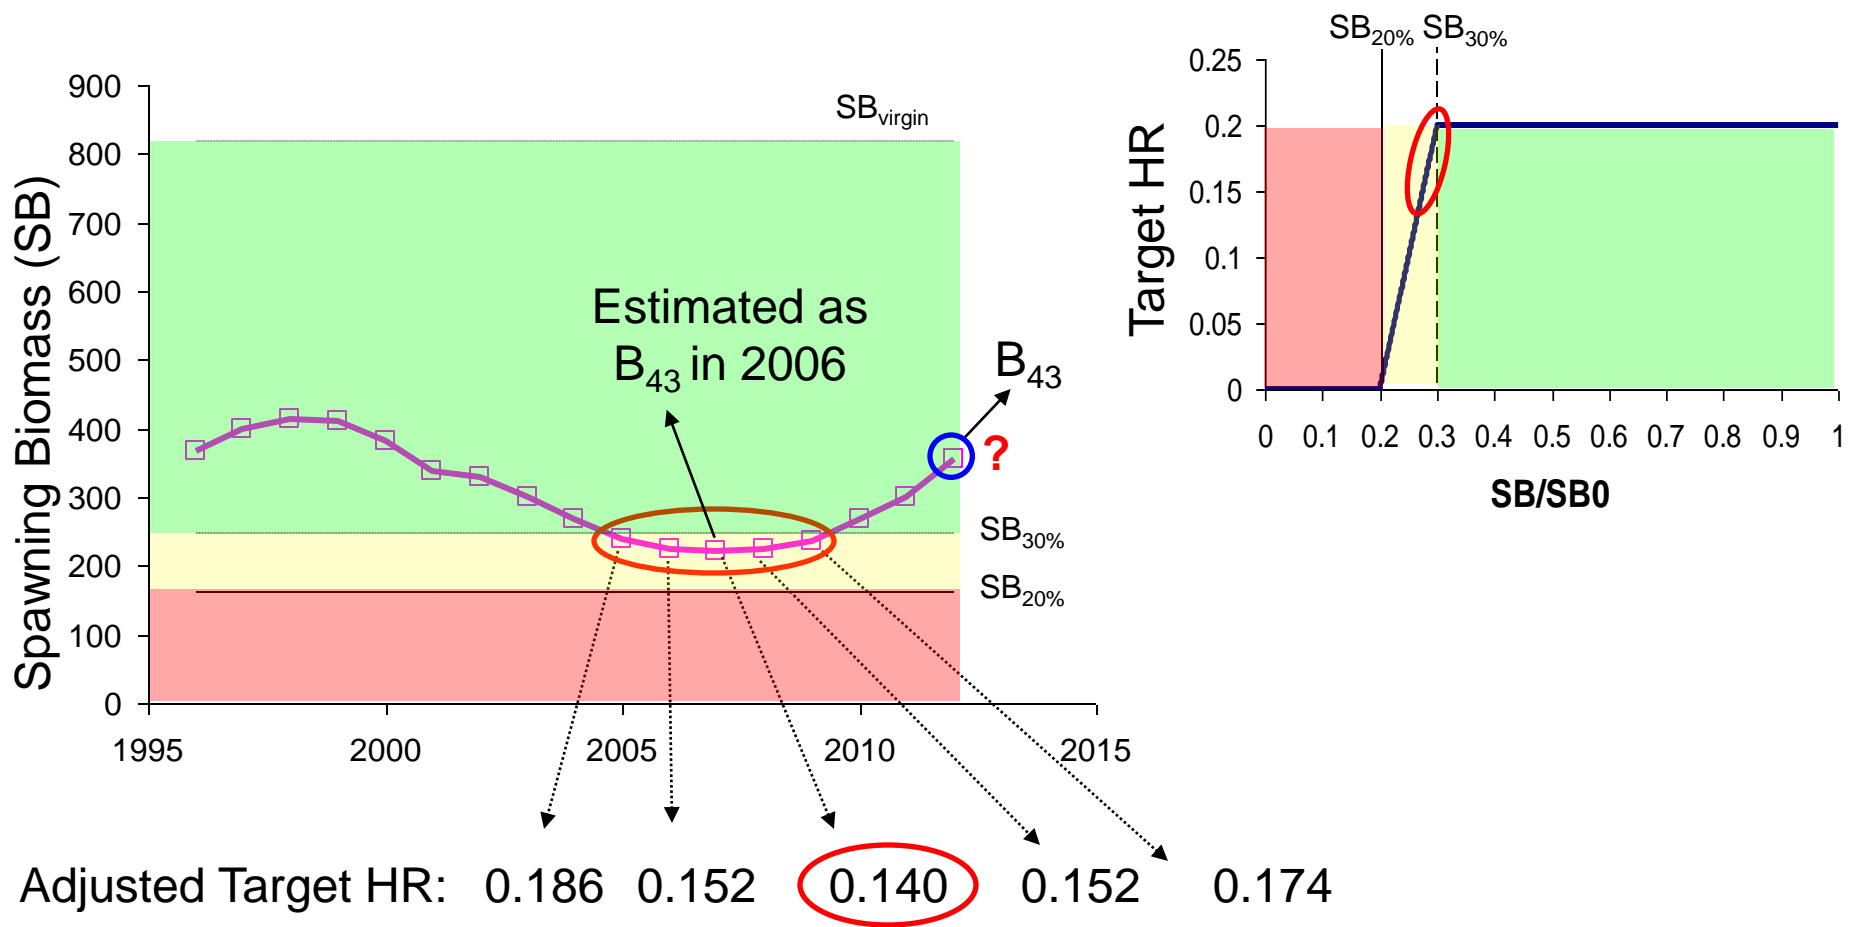 SB20% SB30%
900
800
700
600
500
400
300
200
100
0
Spawning Biomass (SB)
SBvirgin
Estimated as
B43 in 2006
B43
?
SB30%
SB20%
1995 2000 2005 2010 2015
0.25
0.2
0.15
0.1
0.05
0
Target HR
0 0.1 0.2 0.3 0.4 0.5 0.6 0.7 0.8 0.9 1
SB/SB0
Adjusted Target HR: 0.186 0.152 0.140 0.152 0.174